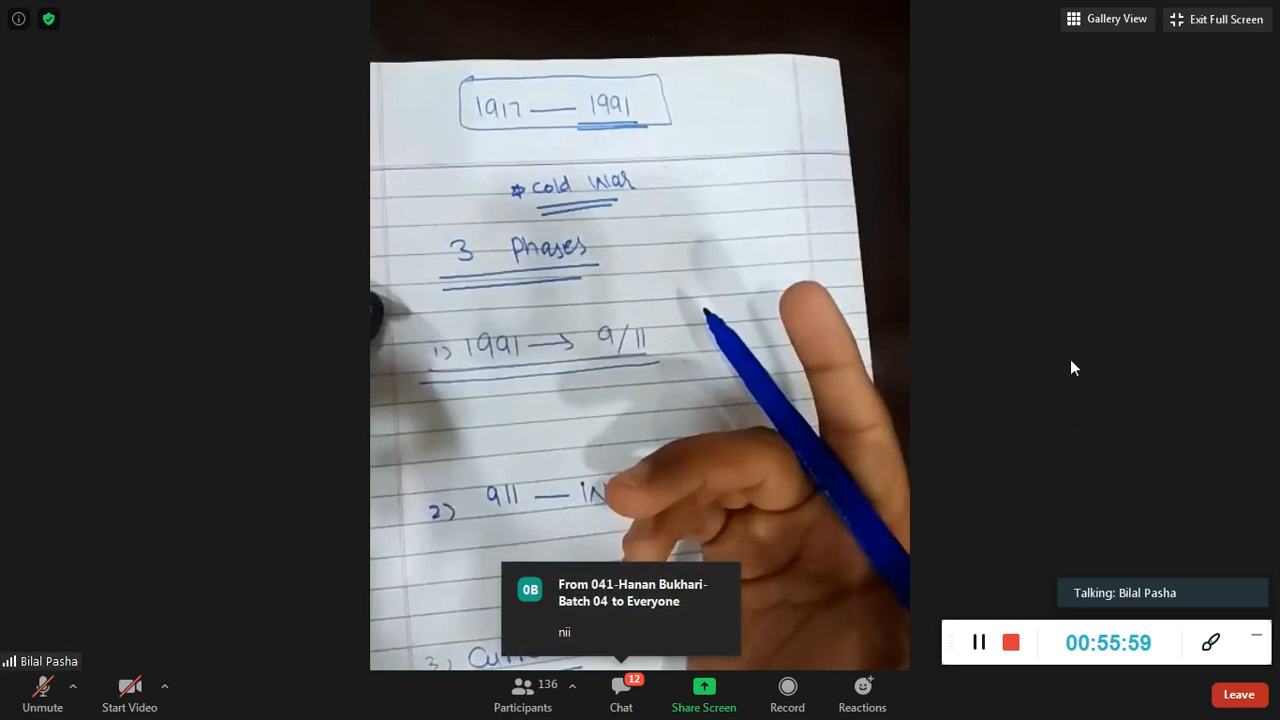 Gallery View
Exit Full Screen
1917 — 1991
* Cold War
3 Phases
1) 1991 → 9/11
2) 911 —
3)
From 041-Hanan Bukhari-
Batch 04 to Everyone
nii
Talking: Bilal Pasha
00:55:59
Bilal Pasha
Unmute
Start Video
136
Participants
12
Chat
Share Screen
Record
Reactions
Leave